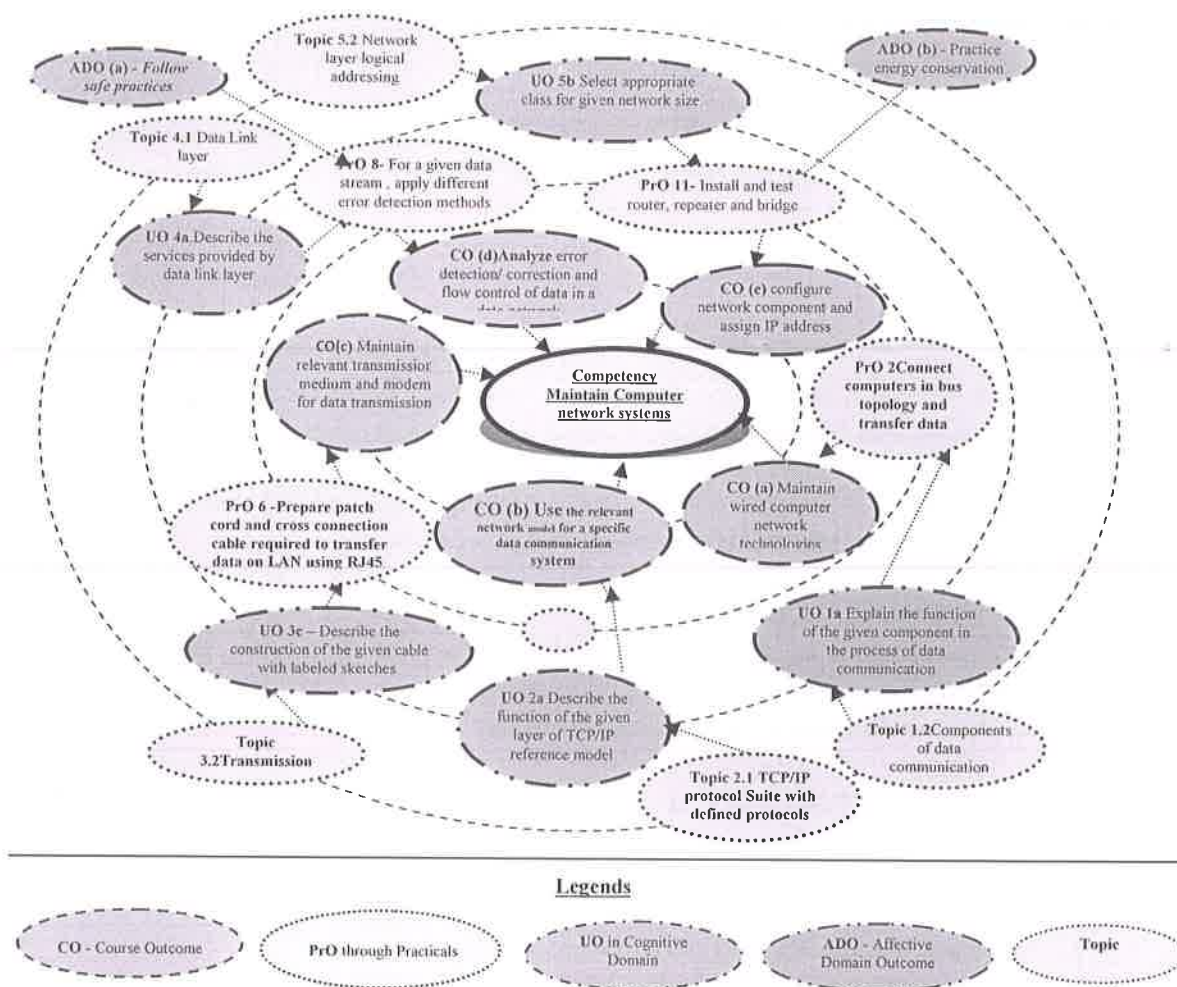 Topic 5.2 Network
layer logical
addressing
ADO (a) - Follow
safe practices
ADO (b) - Practice
energy conservation
UO 5b Select appropriate
class for given network size
Topic 4.1 Data Link
layer
PrO 8- For a given data
stream , apply different
error detection methods
PrO 11- Install and test
router, repeater and bridge
UO 4a Describe the
services provided by
data link layer
CO (d)Analyze error
detection/ correction and
flow control of data in a
CO (e) configure
network component and
assign IP address
CO(c) Maintain
relevant transmission
medium and modem
for data transmission
Competency
Maintain Computer
network systems
PrO 2Connect
computers in bus
topology and
transfer data
PrO 6 -Prepare patch
cord and cross connection
cable required to transfer
data on LAN using RJ45
CO (b) Use the relevant
network model for a specific
data communication
system
CO (a) Maintain
wired computer
network
technologies
UO 3c – Describe the
construction of the given cable
with labeled sketches
UO 1a Explain the function
of the given component in
the process of data
communication
UO 2a Describe the
function of the given
layer of TCP/IP
reference model
Topic
3.2Transmission
Topic 1.2Components
of data
communication
Topic 2.1 TCP/IP
protocol Suite with
defined protocols
Legends
CO - Course Outcome
PrO through Practicals
UO in Cognitive
Domain
ADO - Affective
Domain Outcome
Topic